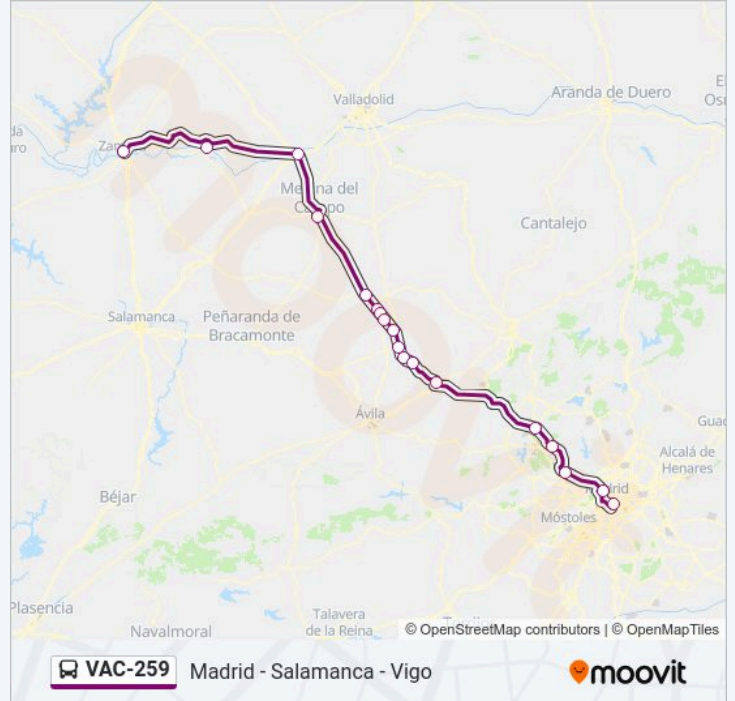 Valladolid
Aranda de Duero
Medina del
Campo
Cantalejo
Salamanca
Peñaranda de
Bracamonte
Ávila
Alcalá de
Henares
Madrid
Béjar
Móstoles
Plasencia
Talavera
de la Reina
Navalmoral
© OpenStreetMap contributors | © OpenMapTiles
VAC-259 Madrid - Salamanca - Vigo
moovit